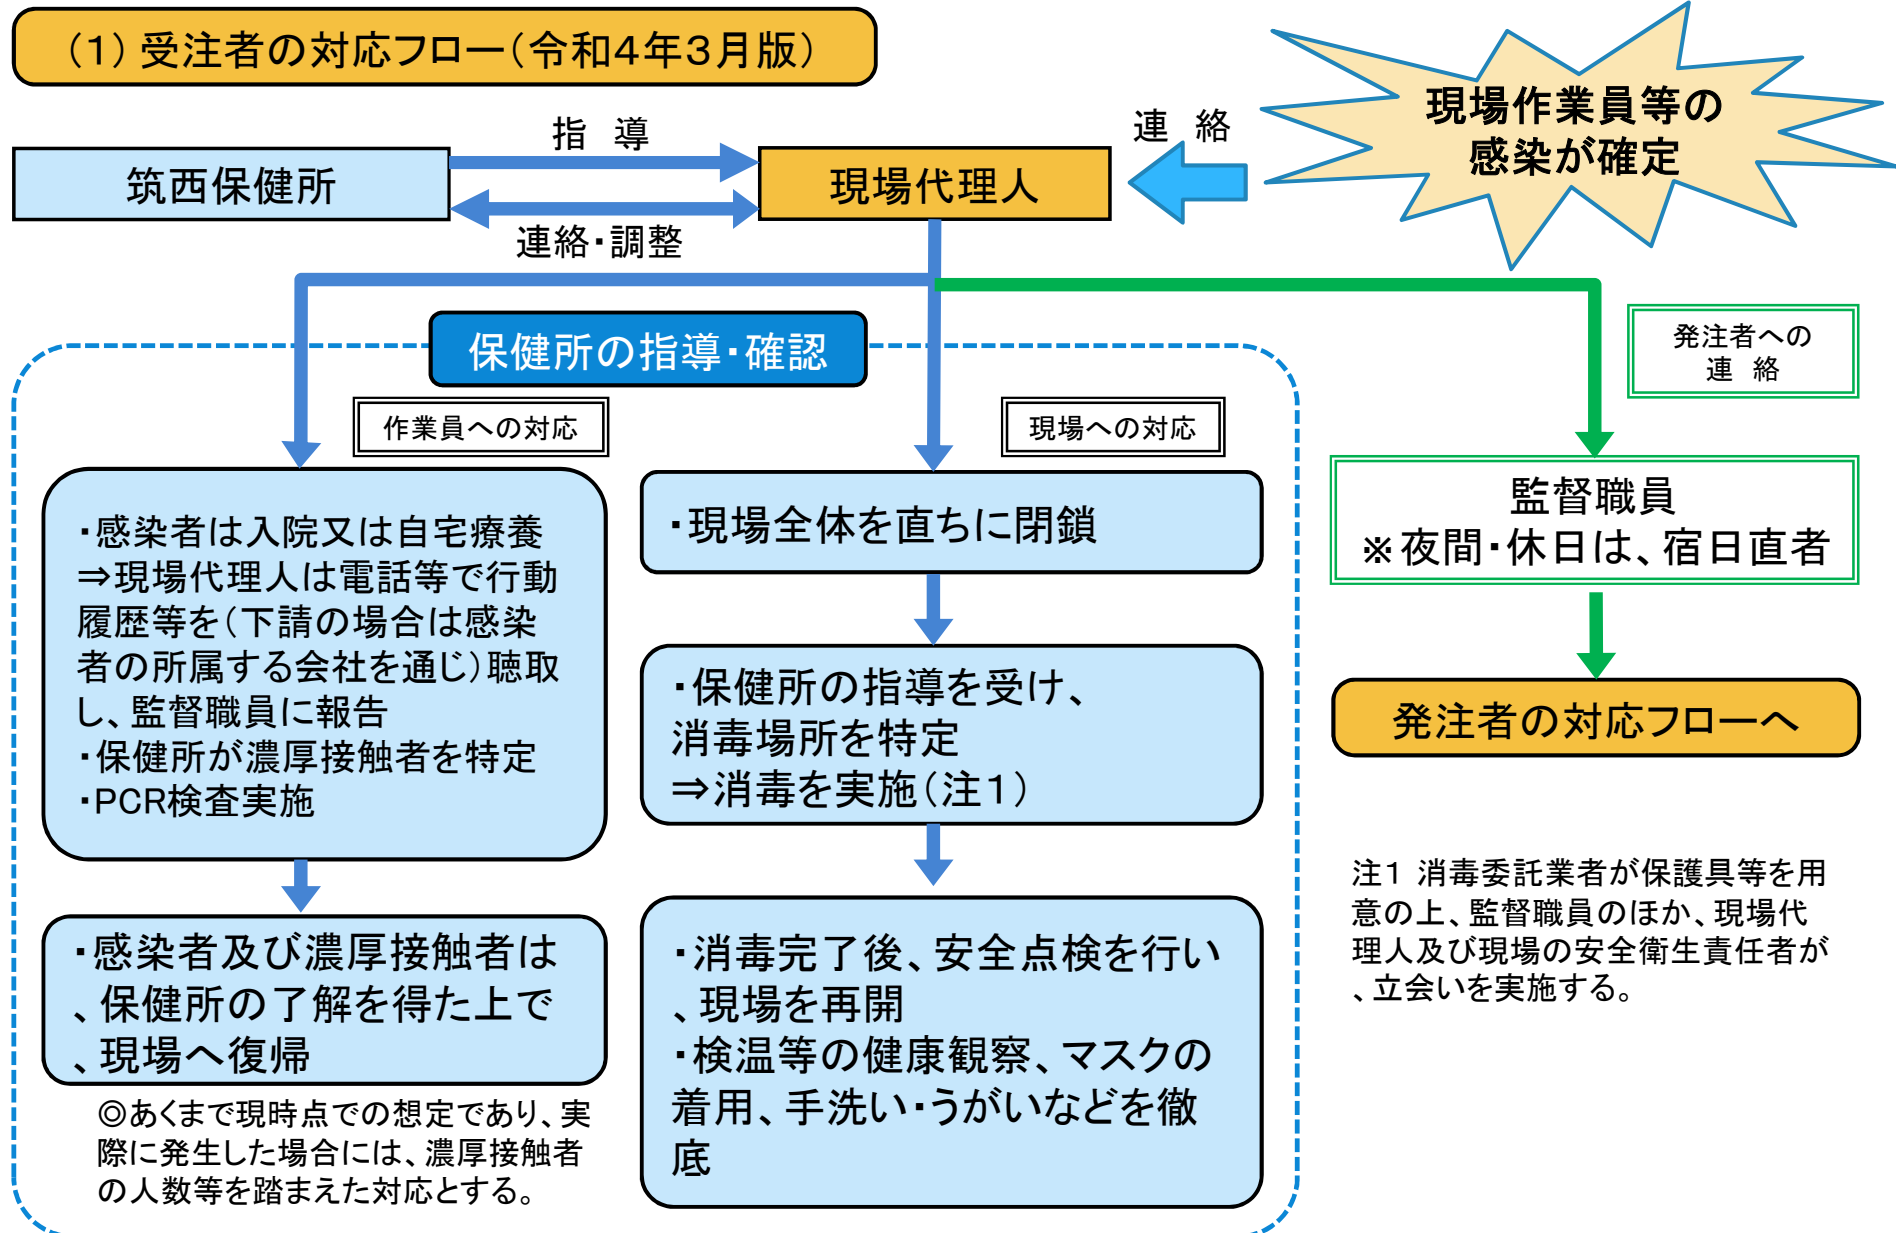 （１）受注者の対応フロー（令和４年３月版）
現場作業員等の
感染が確定
連　絡
指　導
筑西保健所
現場代理人
連絡・調整
保健所の指導・確認
発注者への
連　絡
作業員への対応
現場への対応
・感染者は入院又は自宅療養
⇒現場代理人は電話等で行動
履歴等を（下請の場合は感染
者の所属する会社を通じ）聴取
し、監督職員に報告
・保健所が濃厚接触者を特定
・PCR検査実施
・感染者及び濃厚接触者は
、保健所の了解を得た上で
、現場へ復帰
◎あくまで現時点での想定であり、実
際に発生した場合には、濃厚接触者
の人数等を踏まえた対応とする。
・現場全体を直ちに閉鎖
・保健所の指導を受け、
消毒場所を特定
⇒消毒を実施（注１）
・消毒完了後、安全点検を行い
、現場を再開
・検温等の健康観察、マスクの
着用、手洗い・うがいなどを徹
底
監督職員
※夜間・休日は、宿日直者
発注者の対応フローへ
注１ 消毒委託業者が保護具等を用
意の上、監督職員のほか、現場代
理人及び現場の安全衛生責任者が
、立会いを実施する。